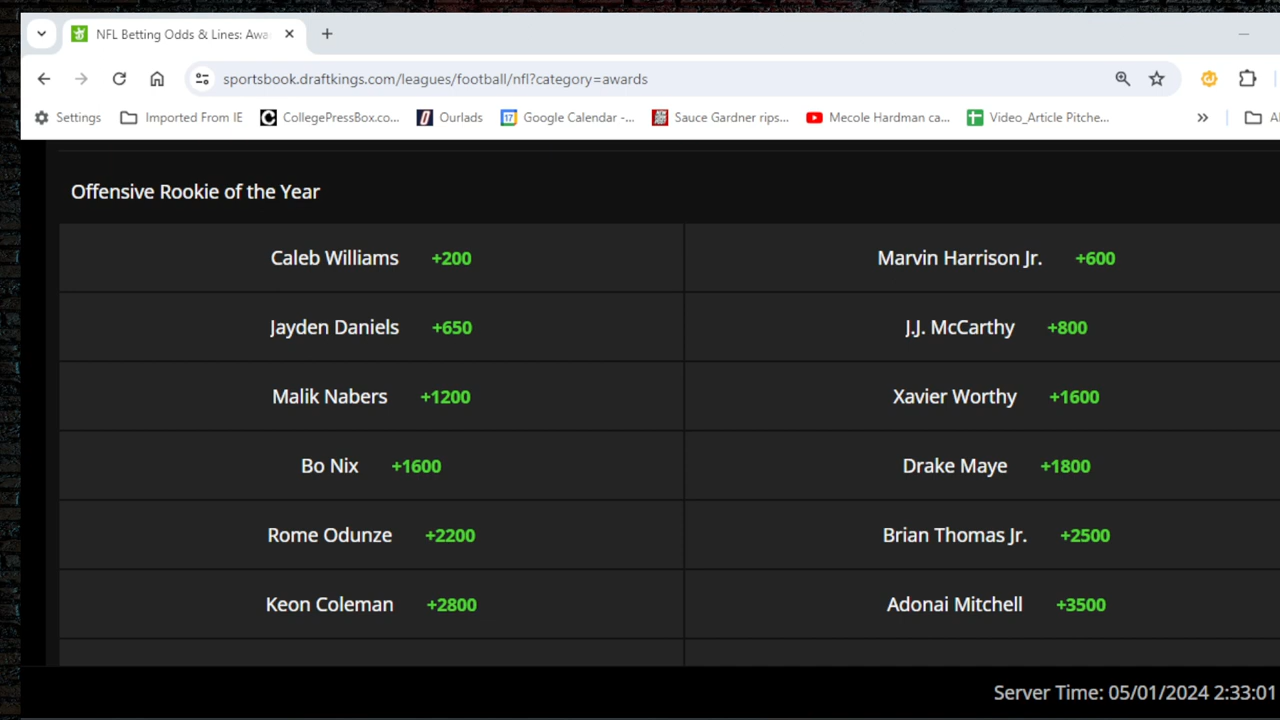 NFL Betting Odds & Lines: Awa
sportsbook.draftkings.com/leagues/football/nfl?category=awards
Settings Imported From IE CollegePressBox.co... Ourlads Google Calendar -... Sauce Gardner rips... Mecole Hardman ca... Video_Article Pitche...
Offensive Rookie of the Year
Caleb Williams +200 Marvin Harrison Jr. +600
Jayden Daniels +650 J.J. McCarthy +800
Malik Nabers +1200 Xavier Worthy +1600
Bo Nix +1600 Drake Maye +1800
Rome Odunze +2200 Brian Thomas Jr. +2500
Keon Coleman +2800 Adonai Mitchell +3500
Server Time: 05/01/2024 2:33:01